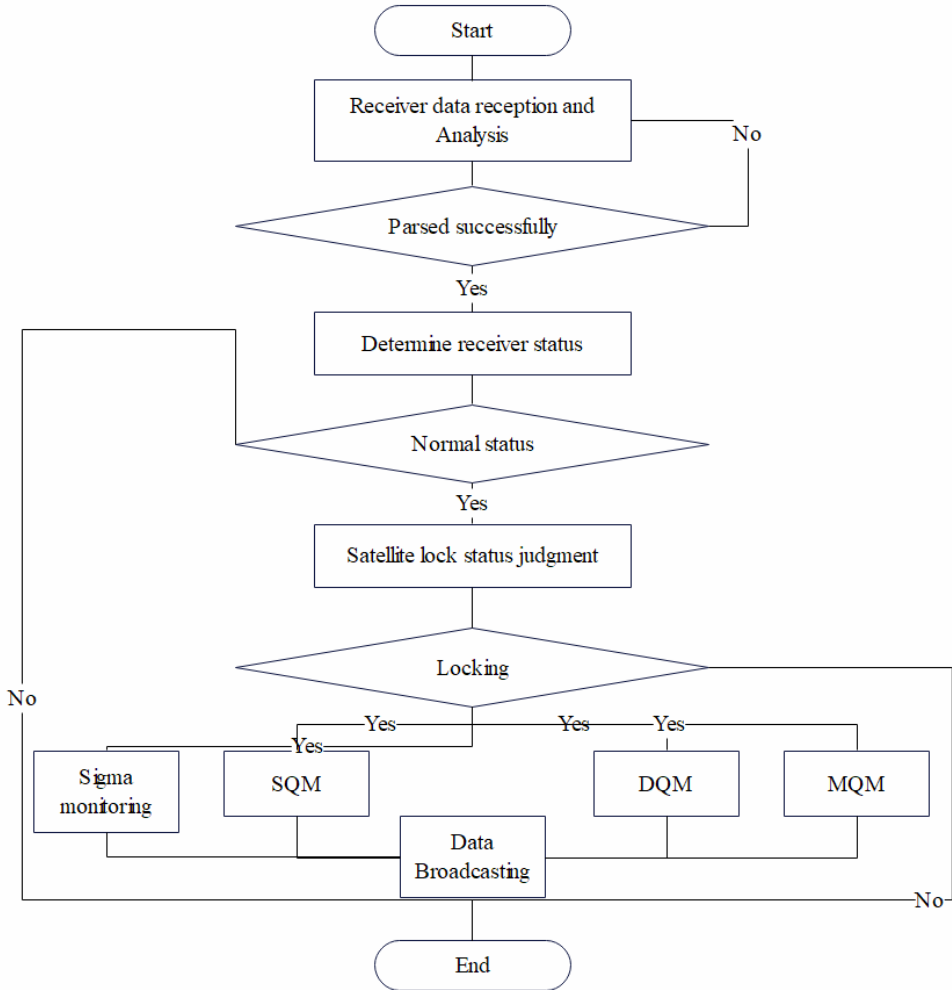 Start
Receiver data reception and
Analysis
No
Parsed successfully
Yes
Determine receiver status
Normal status
Yes
Satellite lock status judgment
Locking
No
Yes
Yes
Yes
Yes
Sigma
monitoring
SQM
DQM
MQM
Data
Broadcasting
No
End